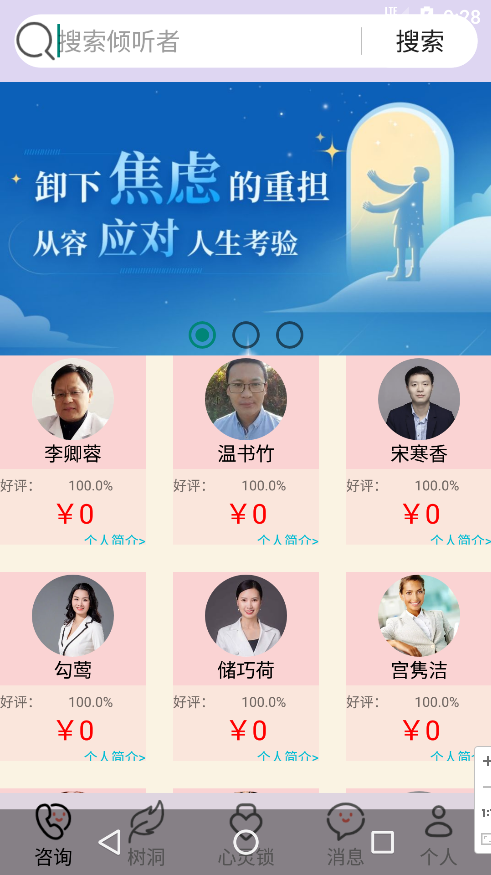 LTE 9:28
搜索倾听者 搜索
卸下焦虑的重担
从容应对人生考验
李卿蓉 温书竹 宋寒香
好评: 100.0% 好评: 100.0% 好评: 100.0%
￥0 ￥0 ￥0
个人简介> 个人简介> 个人简介>
勾莺 储巧荷 宫隽洁
好评: 100.0% 好评: 100.0% 好评: 100.0%
￥0 ￥0 ￥0
个人简介> 个人简介> 个人简介>
咨询 树洞 心灵锁 消息 个人